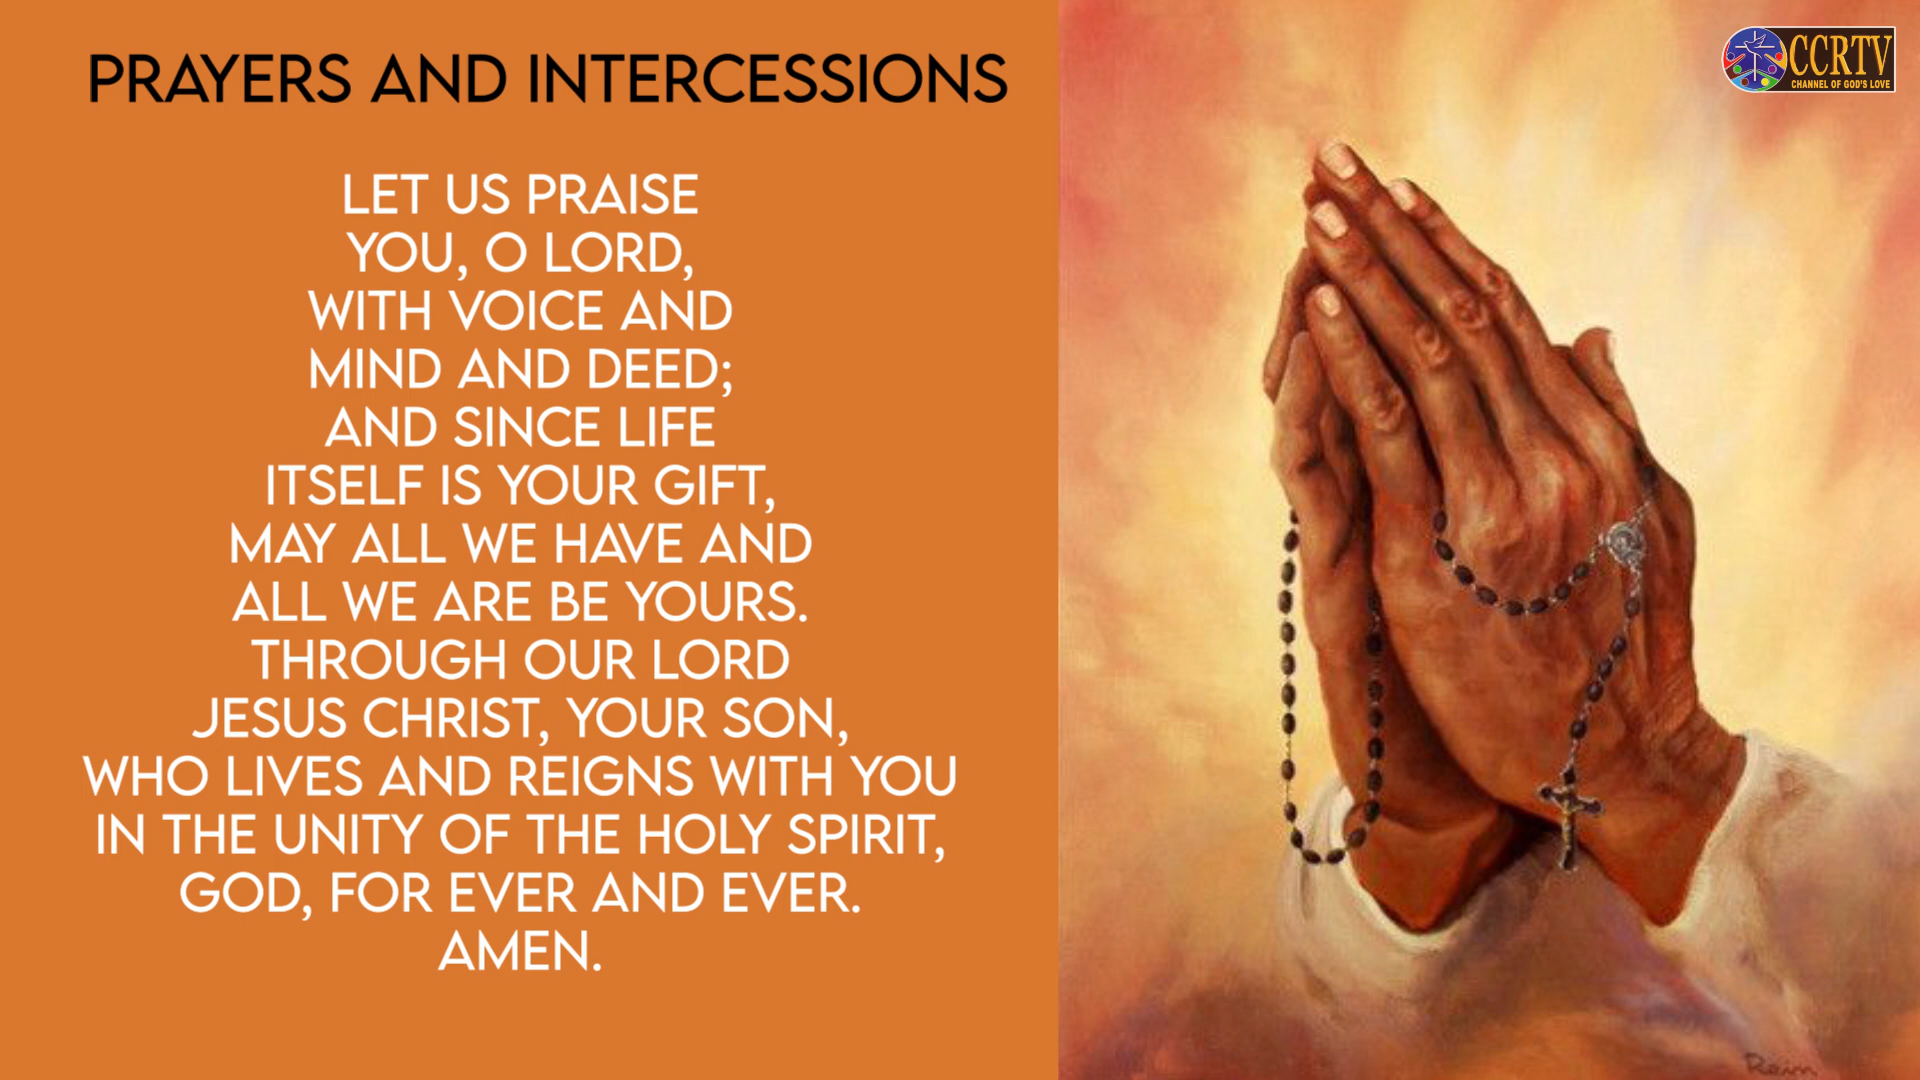 PRAYERS AND INTERCESSIONS
LET US PRAISE
YOU, O LORD,
WITH VOICE AND
MIND AND DEED;
AND SINCE LIFE
ITSELF IS YOUR GIFT,
MAY ALL WE HAVE AND
ALL WE ARE BE YOURS.
THROUGH OUR LORD
JESUS CHRIST, YOUR SON,
WHO LIVES AND REIGNS WITH YOU
IN THE UNITY OF THE HOLY SPIRIT,
GOD, FOR EVER AND EVER.
AMEN.
CCRTV
CHANNEL OF GOD'S LOVE